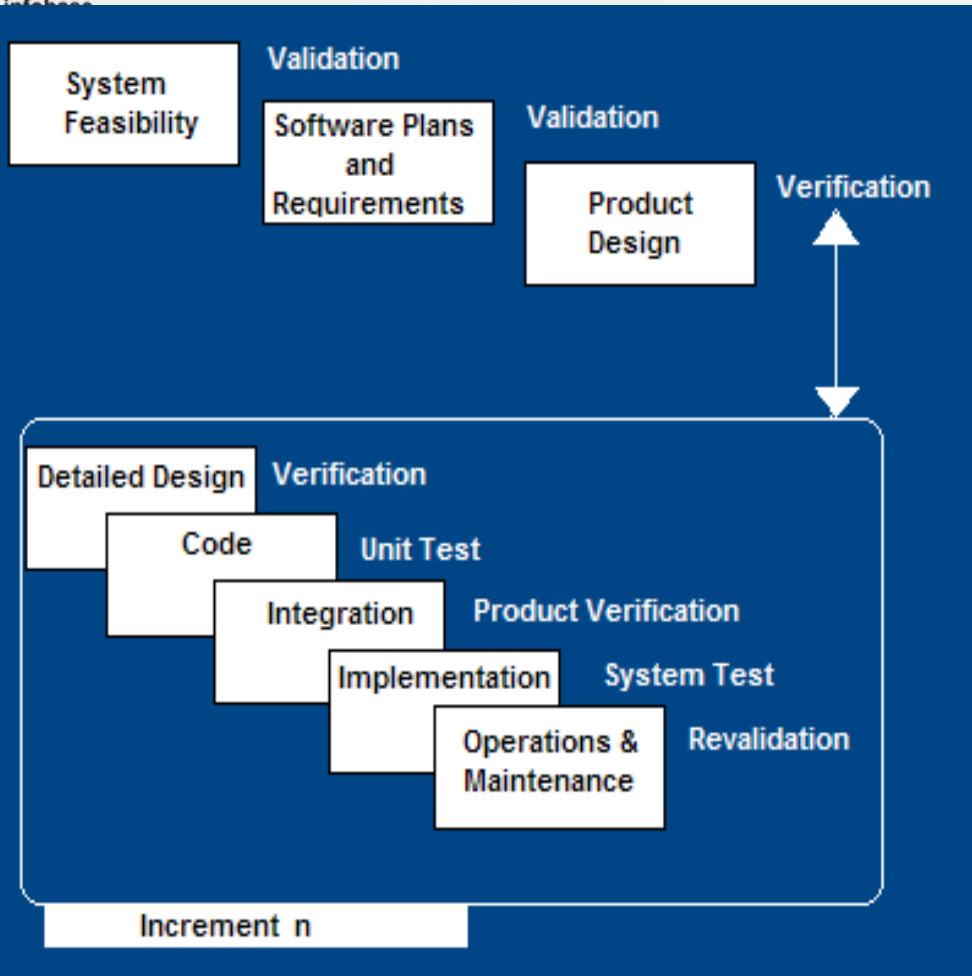 System
Feasibility
Validation
Software Plans
and
Requirements
Validation
Product
Design
Verification
Detailed Design
Verification
Code
Unit Test
Integration
Product Verification
Implementation
System Test
Operations &
Maintenance
Revalidation
Increment n